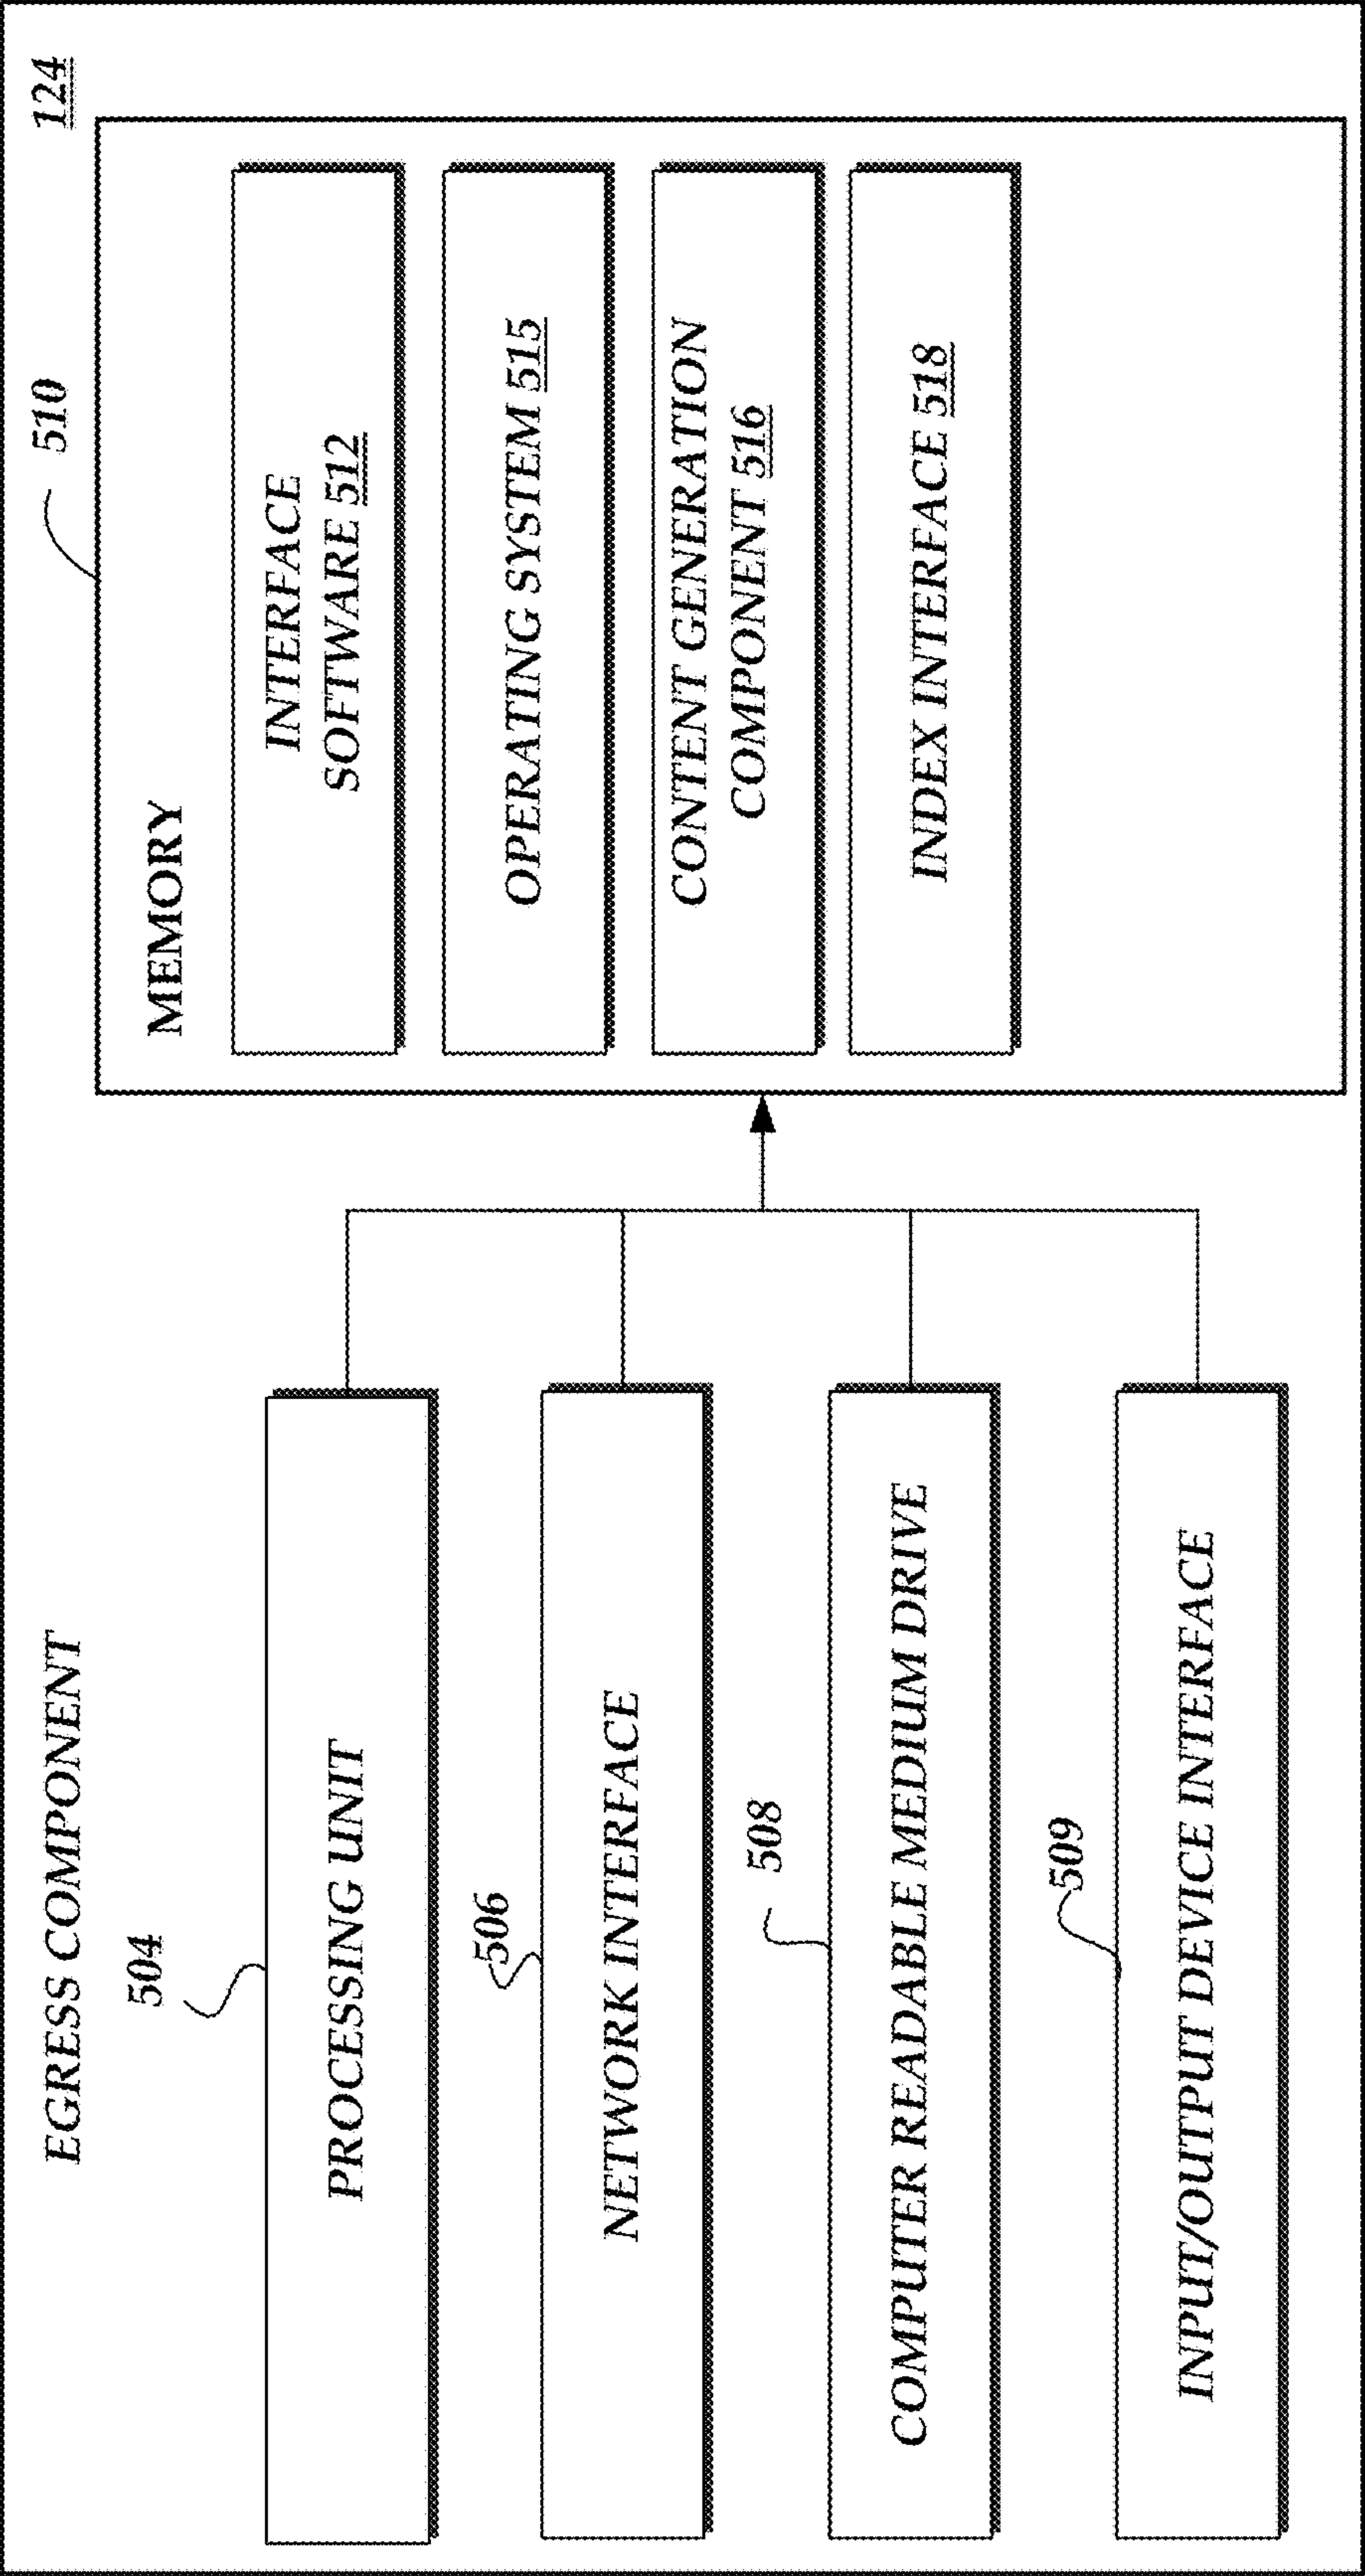 EGRESS COMPONENT
124
504
PROCESSING UNIT
506
NETWORK INTERFACE
508
COMPUTER READABLE MEDIUM DRIVE
509
INPUT/OUTPUT DEVICE INTERFACE
510
MEMORY
INTERFACE
SOFTWARE 512
OPERATING SYSTEM 515
CONTENT GENERATION
COMPONENT 516
INDEX INTERFACE 518